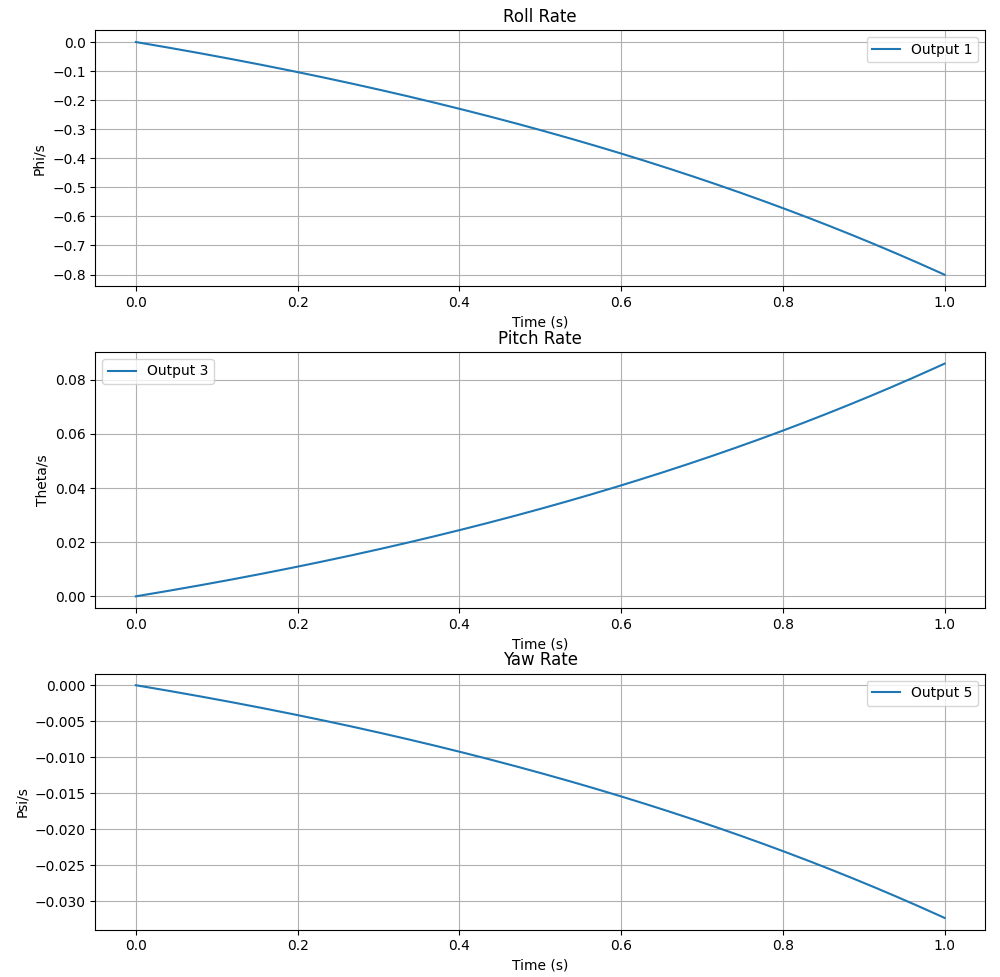 Roll Rate
Output 1
Phi/s
0.0
−0.1
−0.2
−0.3
−0.4
−0.5
−0.6
−0.7
−0.8
0.0 0.2 0.4 0.6 0.8 1.0
Time (s)
Pitch Rate
Output 3
Theta/s
0.08
0.06
0.04
0.02
0.00
0.0 0.2 0.4 0.6 0.8 1.0
Time (s)
Yaw Rate
Output 5
Psi/s
0.000
−0.005
−0.010
−0.015
−0.020
−0.025
−0.030
0.0 0.2 0.4 0.6 0.8 1.0
Time (s)